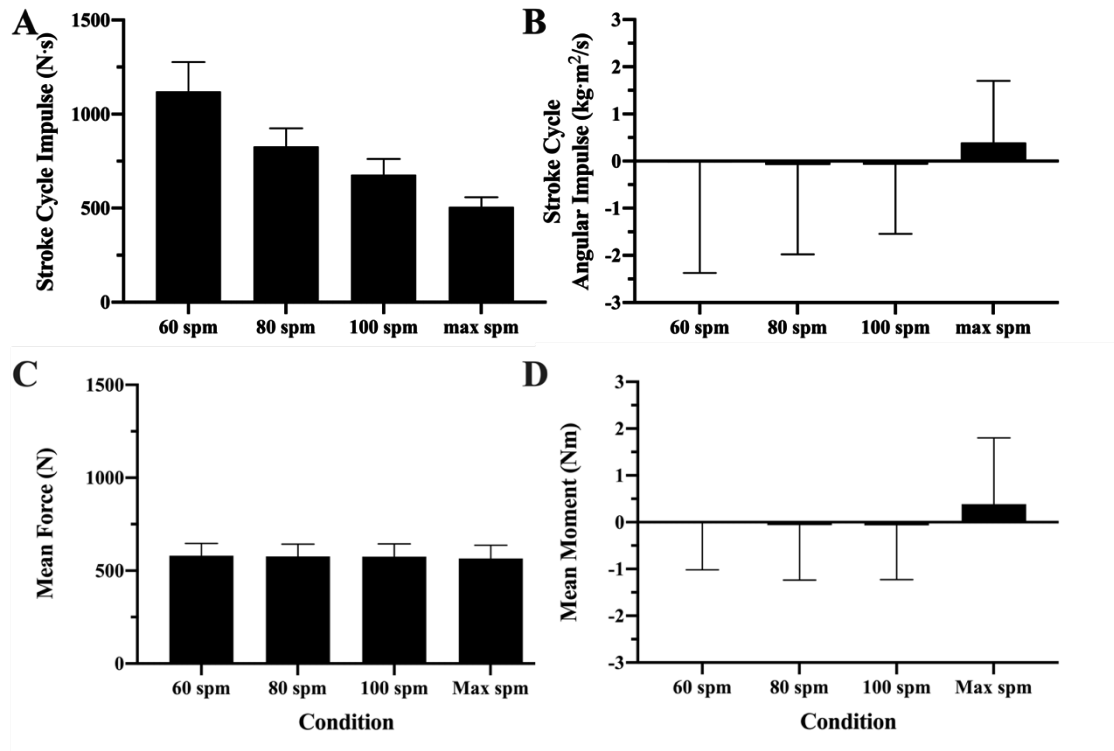 A
Stroke Cycle Impulse (N·s)
1500
1000
500
0
60 spm
80 spm
100 spm
max spm
B
Stroke Cycle
Angular Impulse (kg·m²/s)
3
2
1
0
-1
-2
-3
60 spm
80 spm
100 spm
max spm
C
Mean Force (N)
1500
1000
500
0
60 spm
80 spm
100 spm
Max spm
Condition
D
Mean Moment (Nm)
3
2
1
0
-1
-2
-3
60 spm
80 spm
100 spm
Max spm
Condition